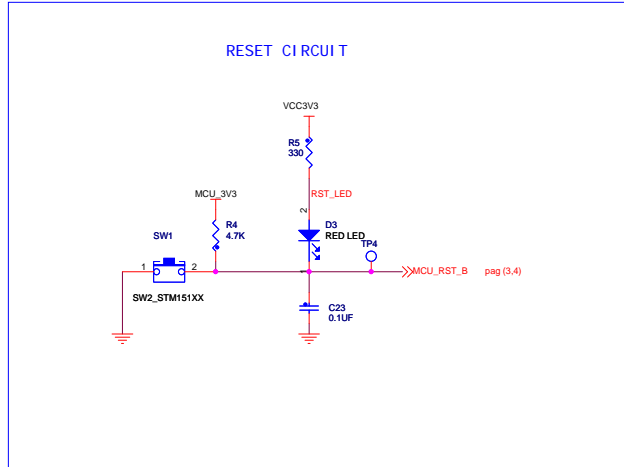 RESET CIRCUIT
VCC3V3
R5
330
MCU_3V3
RST_LED
2
R4
4.7K
D3
RED LED
SW1
TP4
1
2
1
MCU_RST_B pag (3,4)
SW2_STM151XX
C23
0.1UF